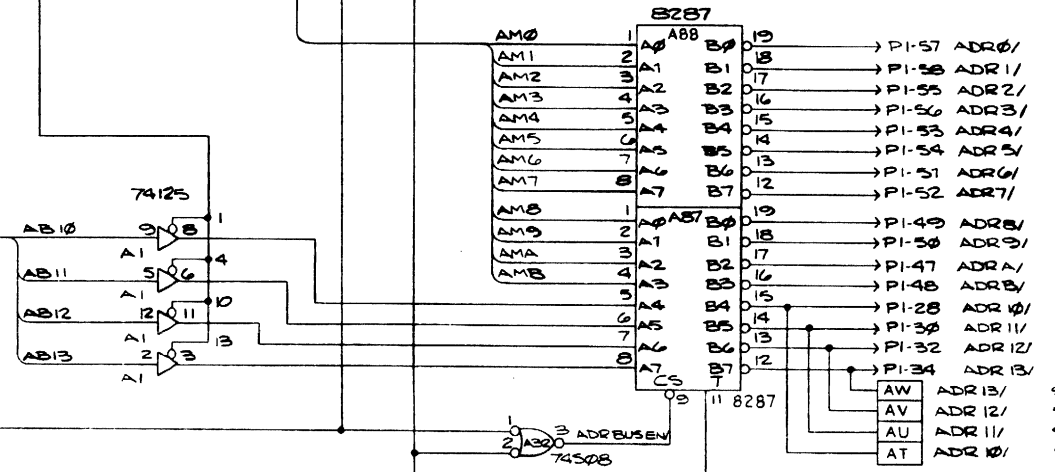 8287
A88
AMØ 1 AØ BØ 19 P1-57 ADRØ/
AM1 2 A1 B1 18 P1-58 ADR1/
AM2 3 A2 B2 17 P1-55 ADR2/
AM3 4 A3 B3 16 P1-56 ADR3/
AM4 5 A4 B4 15 P1-53 ADR4/
AM5 6 A5 B5 14 P1-54 ADR5/
AM6 7 A6 B6 13 P1-51 ADR6/
AM7 8 A7 B7 12 P1-52 ADR7/
A87
AM8 1 AØ BØ 19 P1-49 ADR8/
AM9 2 A1 B1 18 P1-5Ø ADR9/
AMA 3 A2 B2 17 P1-47 ADRA/
AMB 4 A3 B3 16 P1-48 ADRB/
5 A4 B4 15 P1-28 ADR1Ø/
6 A5 B5 14 P1-3Ø ADR11/
7 A6 B6 13 P1-32 ADR12/
8 A7 B7 12 P1-34 ADR13/
CS T
9 11 8287
AW ADR13/
AV ADR12/
AU ADR11/
AT ADR1Ø/
74125
AB1Ø 9 8 1
A1
AB11 5 6 4
A1
AB12 12 11 10
A1
AB13 2 3 13
A1
1
2 A32 3 ADRBUSEN/
74SØ8